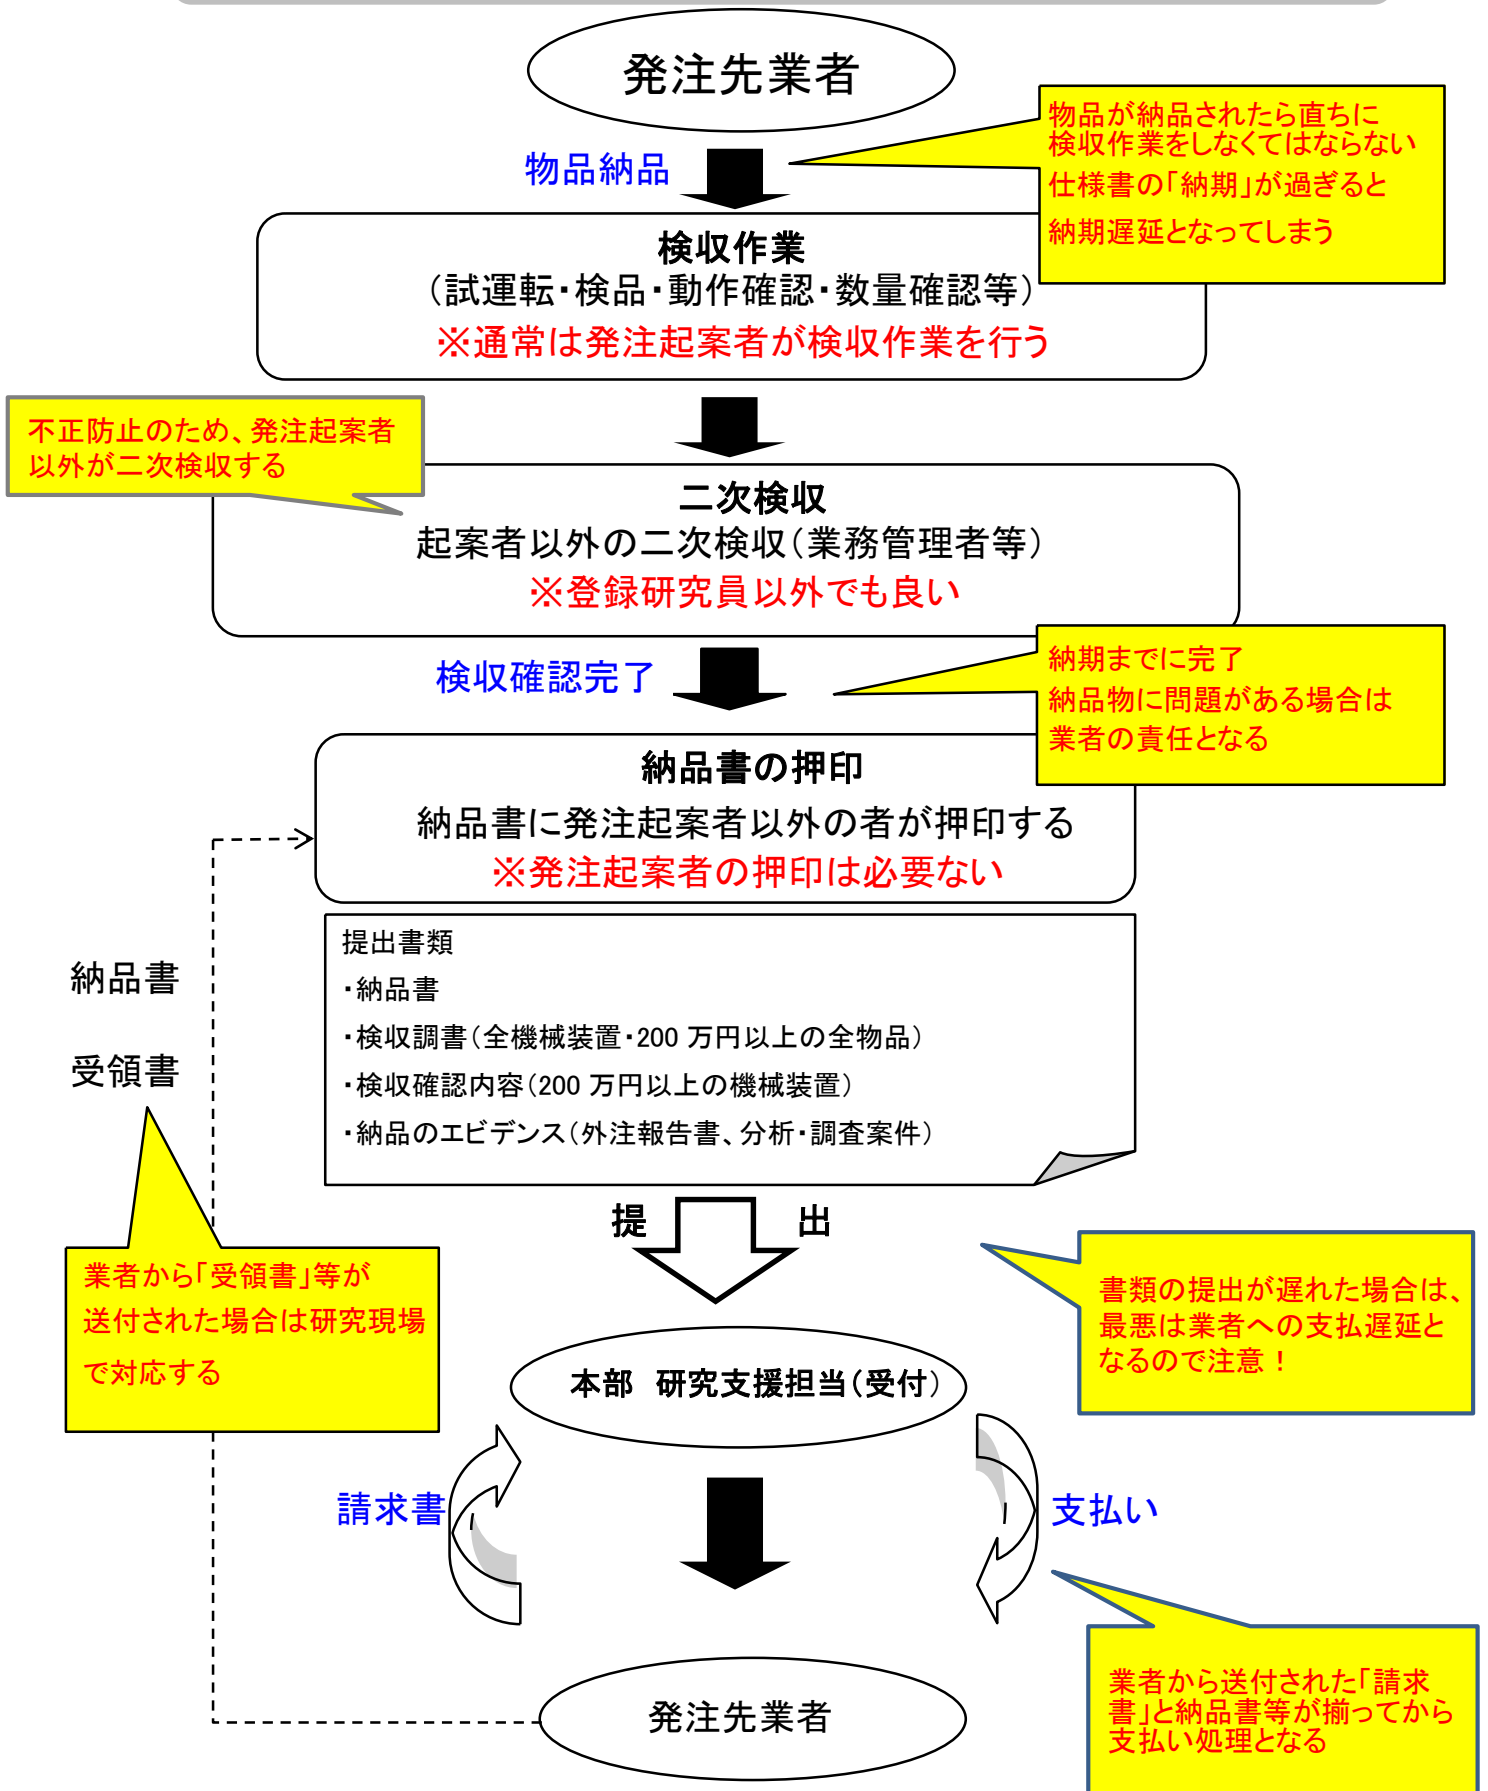 発注先業者
物品納品
物品が納品されたら直ちに
検収作業をしなくてはならない
仕様書の「納期」が過ぎると
納期遅延となってしまう
検収作業
（試運転・検品・動作確認・数量確認等）
※通常は発注起案者が検収作業を行う
不正防止のため、発注起案者
以外が二次検収する
二次検収
起案者以外の二次検収（業務管理者等）
※登録研究員以外でも良い
検収確認完了
納期までに完了
納品物に問題がある場合は
業者の責任となる
納品書の押印
納品書に発注起案者以外の者が押印する
※発注起案者の押印は必要ない
提出書類
・納品書
・検収調書（全機械装置・200 万円以上の全物品）
・検収確認内容（200 万円以上の機械装置）
・納品のエビデンス（外注報告書、分析・調査案件）
納品書
受領書
業者から「受領書」等が
送付された場合は研究現場
で対応する
提　出
書類の提出が遅れた場合は、
最悪は業者への支払遅延と
なるので注意！
本部　研究支援担当（受付）
請求書
支払い
業者から送付された「請求
書」と納品書等が揃ってから
支払い処理となる
発注先業者